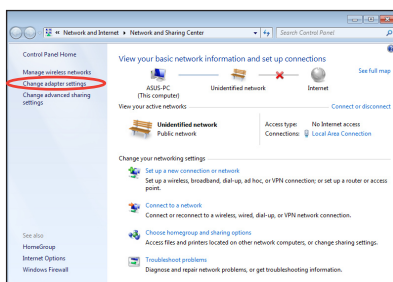 « Network and Internet ▸ Network and Sharing Center
Search Control Panel
Control Panel Home
Manage wireless networks
Change adapter settings
Change advanced sharing
settings
See also
HomeGroup
Internet Options
Windows Firewall
View your basic network information and set up connections
See full map
ASUS-PC
(This computer)
Unidentified network
Internet
View your active networks
Connect or disconnect
Unidentified network
Public network
Access type: No Internet access
Connections: Local Area Connection
Change your networking settings
Set up a new connection or network
Set up a wireless, broadband, dial-up, ad hoc, or VPN connection; or set up a router or access
point.
Connect to a network
Connect or reconnect to a wireless, wired, dial-up, or VPN network connection.
Choose homegroup and sharing options
Access files and printers located on other network computers, or change sharing settings.
Troubleshoot problems
Diagnose and repair network problems, or get troubleshooting information.